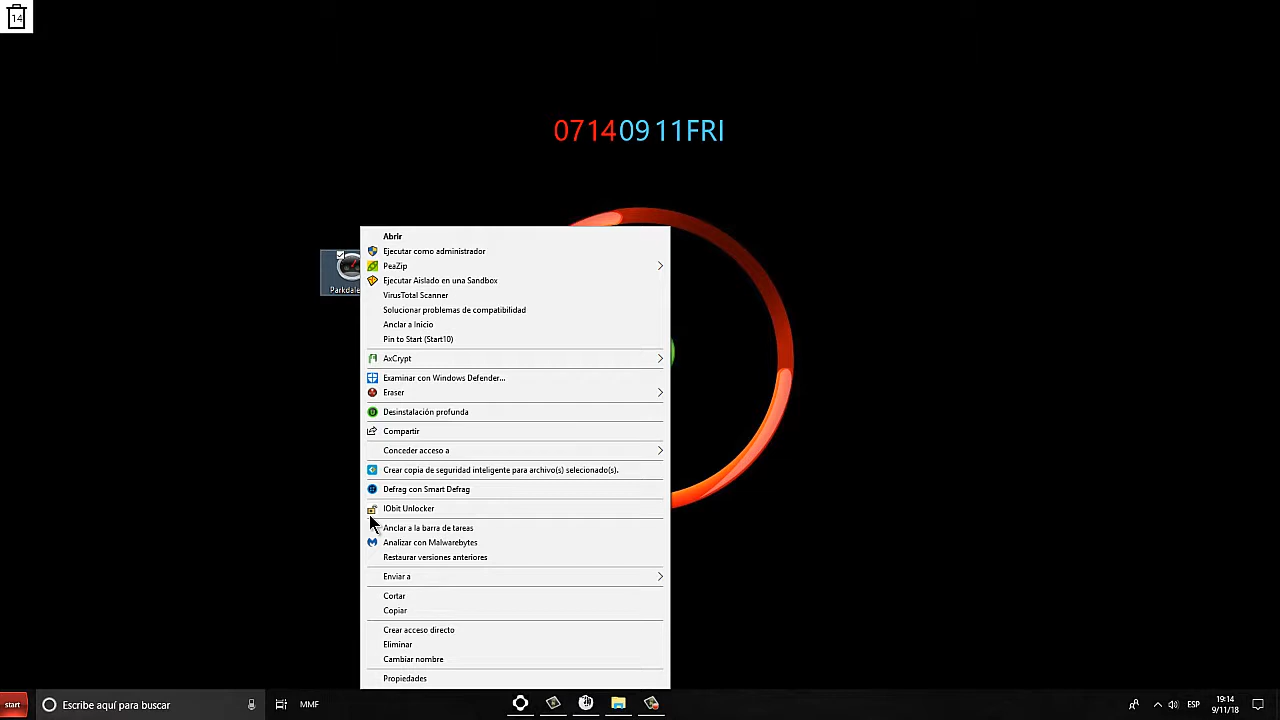 14
071409 11FRI
Parkdale
Abrir
Ejecutar como administrador
PeaZip
Ejecutar Aislado en una Sandbox
VirusTotal Scanner
Solucionar problemas de compatibilidad
Anclar a Inicio
Pin to Start (Start10)
AxCrypt
Examinar con Windows Defender...
Eraser
Desinstalación profunda
Compartir
Conceder acceso a
Crear copia de seguridad inteligente para archivo(s) selecionado(s).
Defrag con Smart Defrag
IObit Unlocker
Anclar a la barra de tareas
Analizar con Malwarebytes
Restaurar versiones anteriores
Enviar a
Cortar
Copiar
Crear acceso directo
Eliminar
Cambiar nombre
Propiedades
start
Escribe aquí para buscar
MMF
ESP
19:14
9/11/18